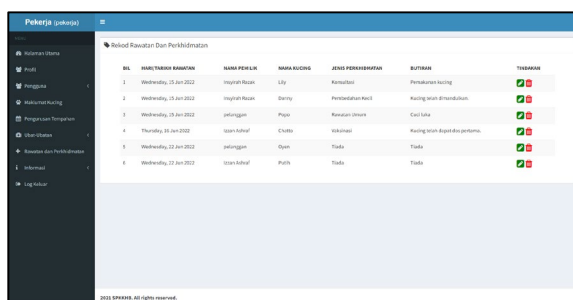 Pekerja (pekerja)
Menu
Halaman Utama
Profil
Pengguna
Maklumat Kucing
Pengurusan Tempahan
Ubat-Ubatan
Rawatan dan Perkhidmatan
Informasi
Log Keluar
Rekod Rawatan Dan Perkhidmatan
BIL HARI/TARIKH RAWATAN NAMA PEMILIK NAMA KUCING JENIS PERKHIDMATAN BUTIRAN TINDAKAN
1 Wednesday, 15 Jun 2022 Insyirah Razak Lily Konsultasi Pemakanan kucing
2 Wednesday, 15 Jun 2022 Insyirah Razak Danny Pembedahan Kecil Kucing telah dimandulkan
3 Wednesday, 15 Jun 2022 pelanggan Popo Rawatan Umum Cuci luka
4 Thursday, 16 Jun 2022 Izzan Ashraf Chatto Vaksinasi Kucing telah dapat dos pertama.
5 Wednesday, 22 Jun 2022 pelanggan Oyen Tiada Tiada
6 Wednesday, 22 Jun 2022 Izzan Ashraf Putih Tiada Tiada
2021 SPKKHB. All rights reserved.